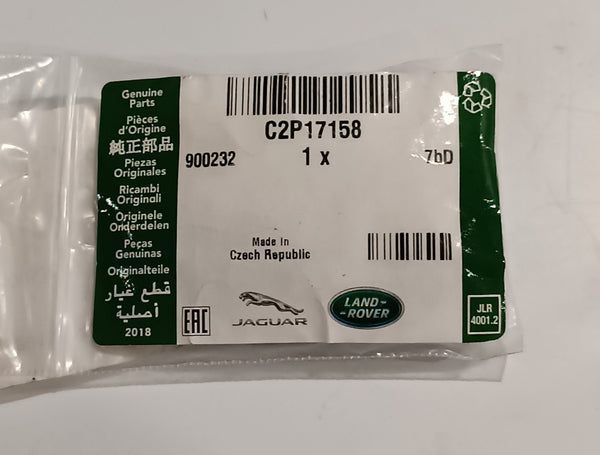 Genuine
Parts
Pièces
d'Origine
純正部品
Piezas
Originales
Ricambi
Originali
Originele
Onderdelen
Peças
Genuinas
Originalteile
قطع غيار
أصلية
2018
C2P17158
900232 1 x 7bD
Made in
Czech Republic
EAC
JAGUAR
LAND-
-ROVER
JLR
4001.2